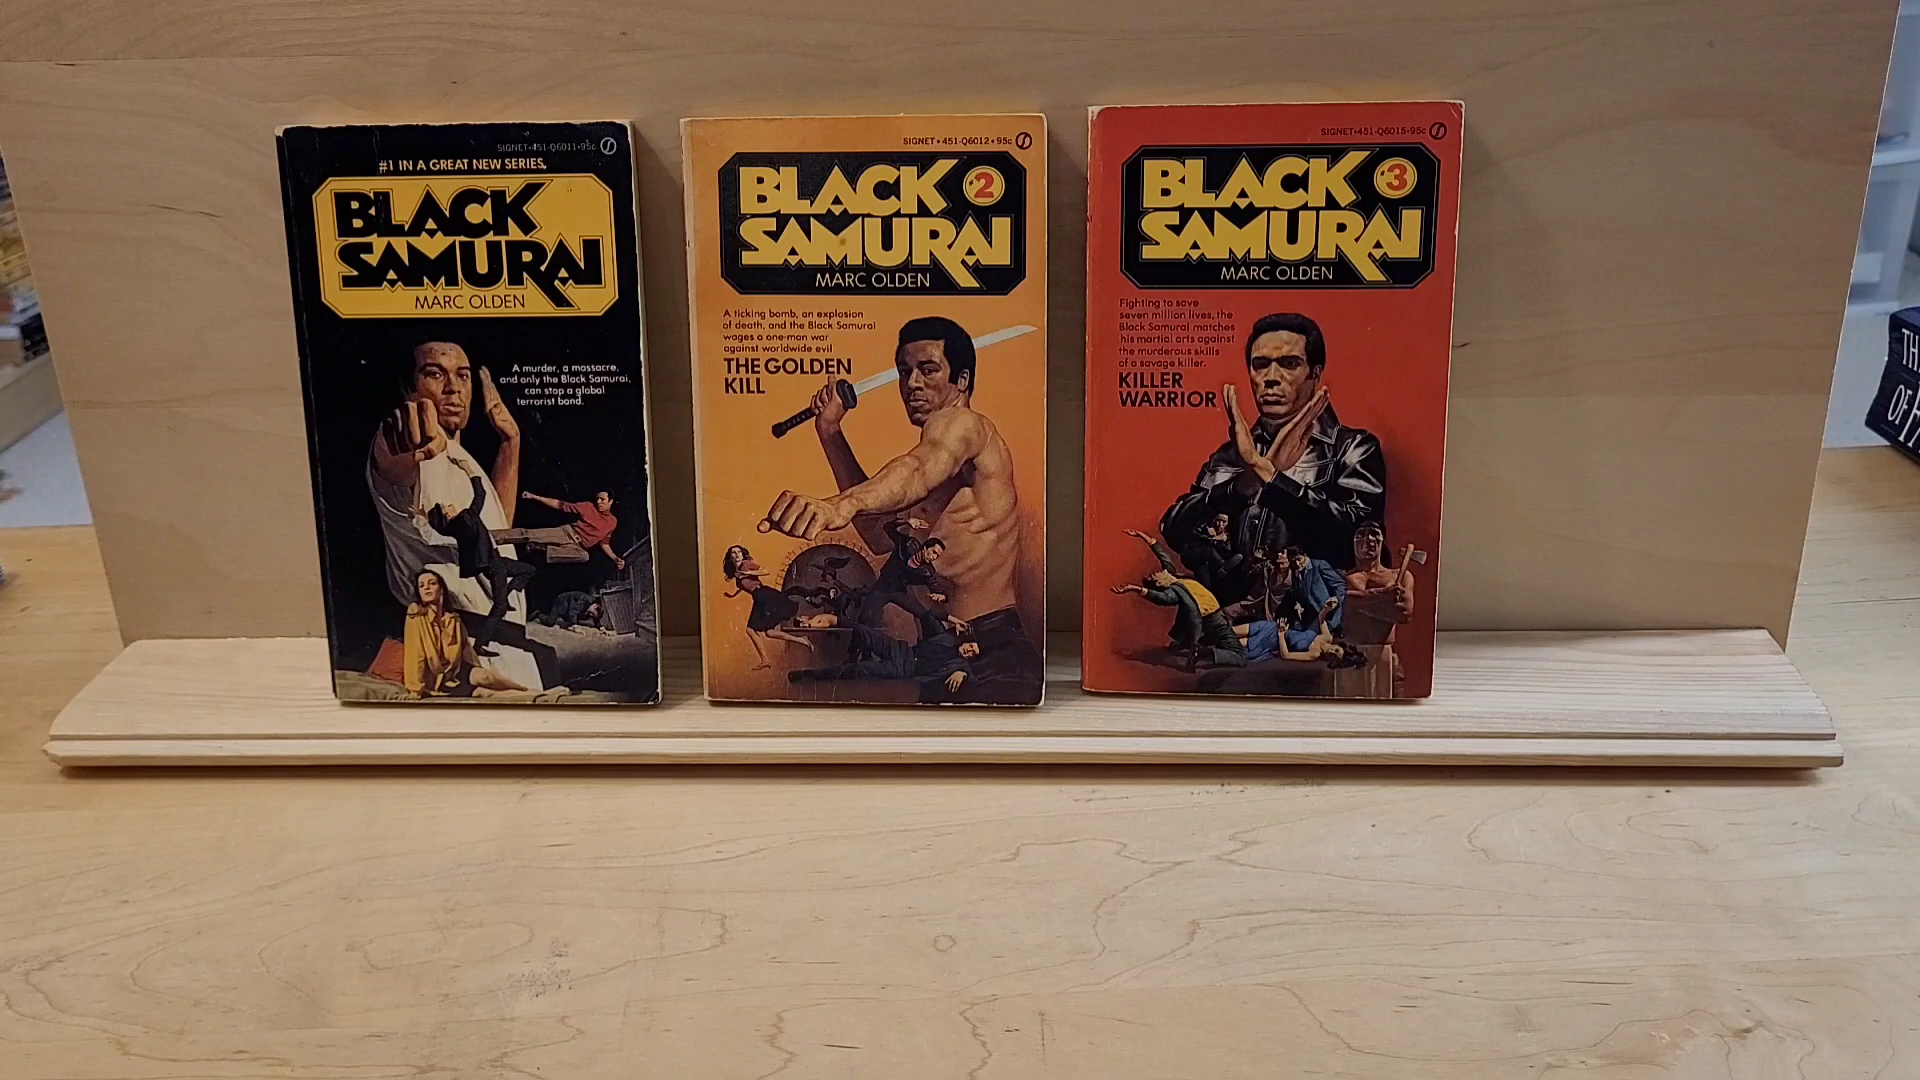 SIGNET•451-Q6011•95c
#1 IN A GREAT NEW SERIES,
BLACK
SAMURAI
MARC OLDEN
A murder, a massacre,
and only the Black Samurai,
can stop a global
terrorist band.
SIGNET•451-Q6012•95c
BLACK #2
SAMURAI
MARC OLDEN
A ticking bomb, an explosion
of death, and the Black Samurai
wages a one-man war
against worldwide evil
THE GOLDEN
KILL
SIGNET•451-Q6015•95c
BLACK #3
SAMURAI
MARC OLDEN
Fighting to save
seven million lives, the
Black Samurai matches
his martial arts against
the murderous skills
of a savage killer.
KILLER
WARRIOR
OF